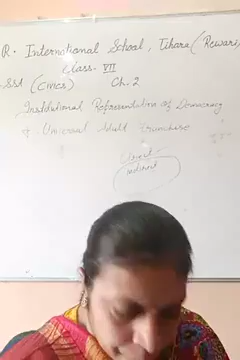 R. International School, Tihara (Rewari)
Class. VII
SSt (Civics) Ch. 2
Institutional Representation of Democracy
& Universal Adult Franchise
direct
indirect